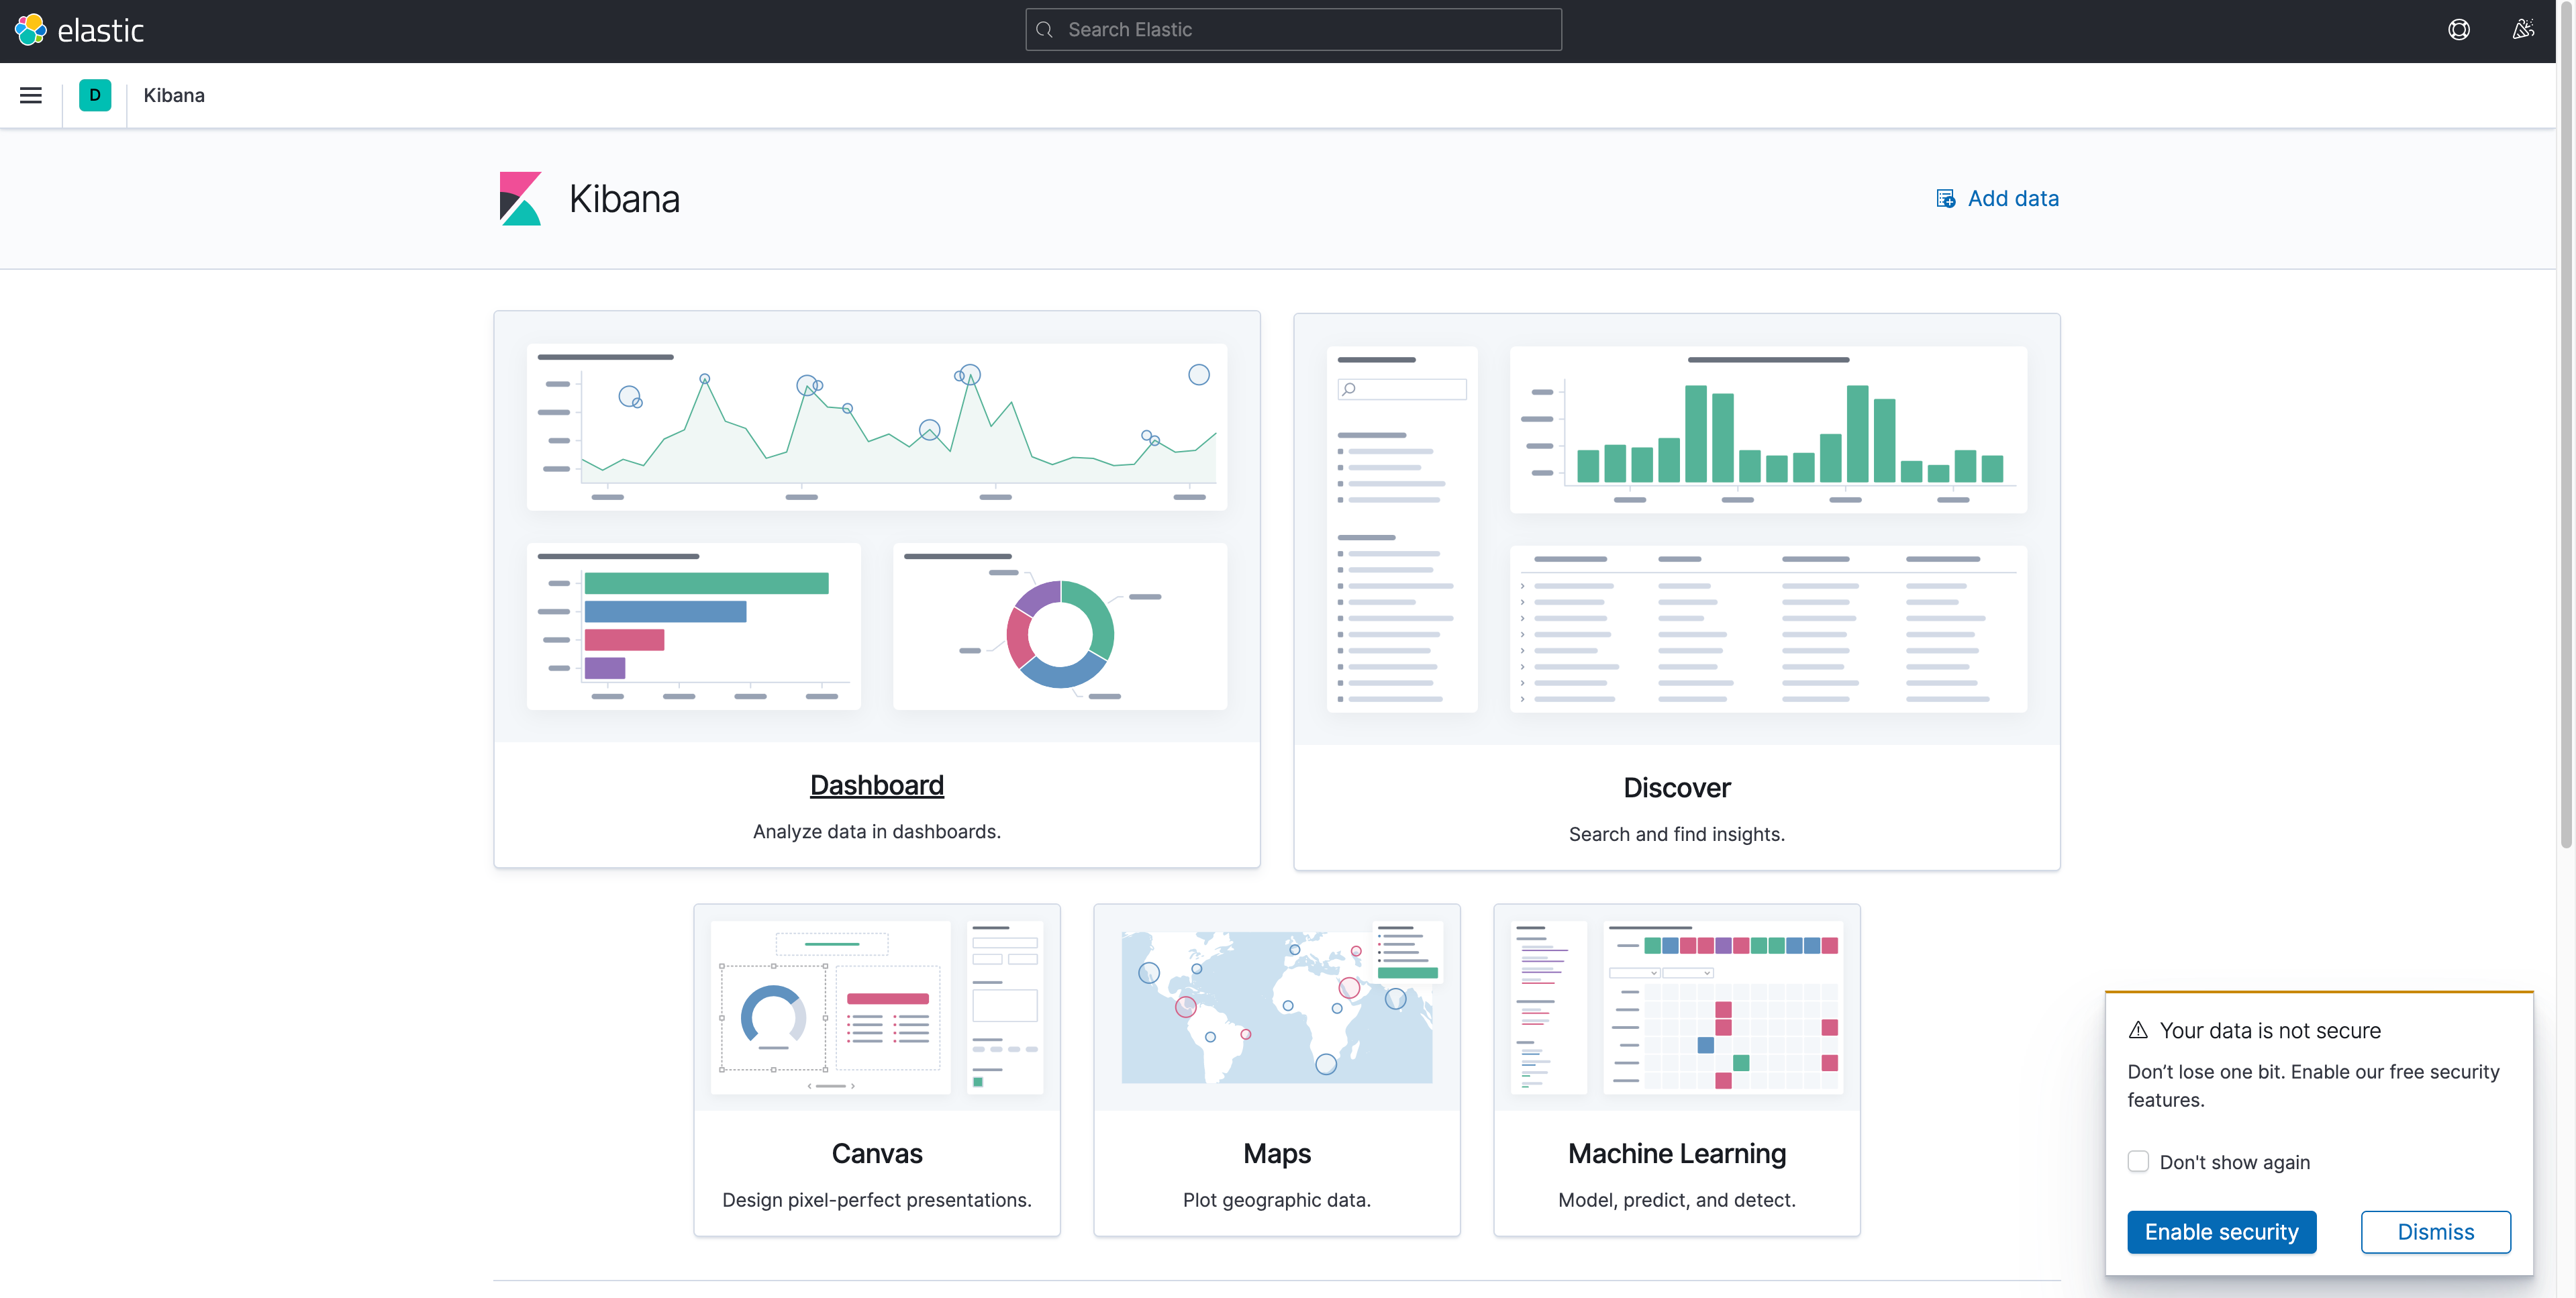 elastic
Search Elastic
D
Kibana
Kibana
Add data
Dashboard
Analyze data in dashboards.
Discover
Search and find insights.
Canvas
Design pixel-perfect presentations.
Maps
Plot geographic data.
Machine Learning
Model, predict, and detect.
Your data is not secure
Don’t lose one bit. Enable our free security
features.
Don't show again
Enable security
Dismiss